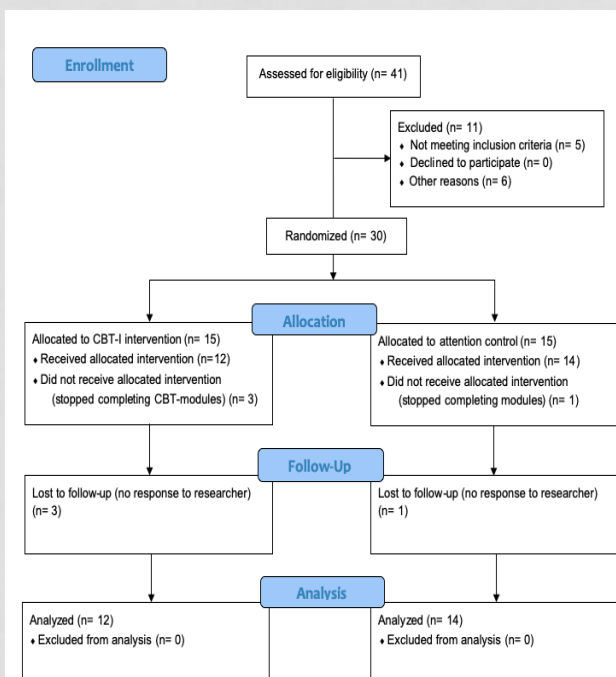 Enrollment
Assessed for eligibility (n= 41)
Excluded (n= 11)
♦ Not meeting inclusion criteria (n= 5)
♦ Declined to participate (n= 0)
♦ Other reasons (n= 6)
Randomized (n= 30)
Allocation
Allocated to CBT-I intervention (n= 15)
♦ Received allocated intervention (n=12)
♦ Did not receive allocated intervention
(stopped completing CBT-modules) (n= 3)
Allocated to attention control (n= 15)
♦ Received allocated intervention (n= 14)
♦ Did not receive allocated intervention
(stopped completing modules) (n= 1)
Follow-Up
Lost to follow-up (no response to researcher)
(n= 3)
Lost to follow-up (no response to researcher)
(n= 1)
Analysis
Analyzed (n= 12)
♦ Excluded from analysis (n= 0)
Analyzed (n= 14)
♦ Excluded from analysis (n= 0)